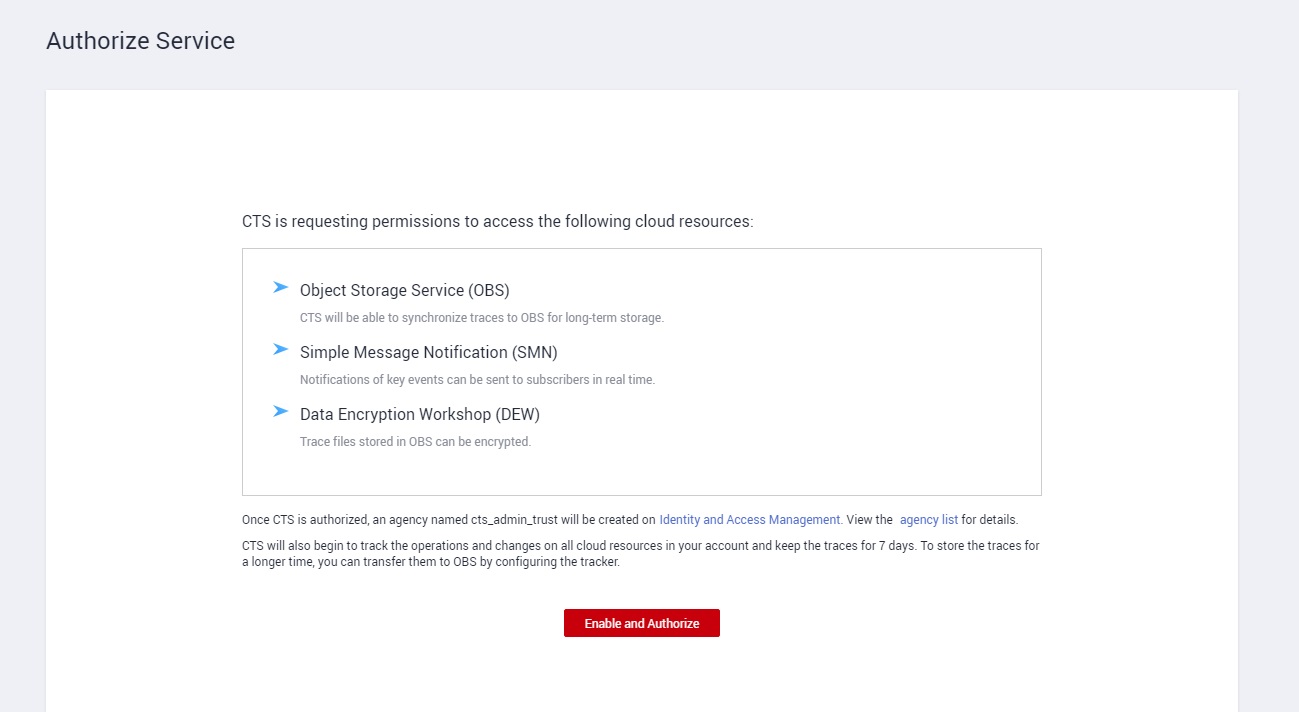 Authorize Service
CTS is requesting permissions to access the following cloud resources:
Object Storage Service (OBS)
CTS will be able to synchronize traces to OBS for long-term storage.
Simple Message Notification (SMN)
Notifications of key events can be sent to subscribers in real time.
Data Encryption Workshop (DEW)
Trace files stored in OBS can be encrypted.
Once CTS is authorized, an agency named cts_admin_trust will be created on Identity and Access Management. View the agency list for details.
CTS will also begin to track the operations and changes on all cloud resources in your account and keep the traces for 7 days. To store the traces for
a longer time, you can transfer them to OBS by configuring the tracker.
Enable and Authorize